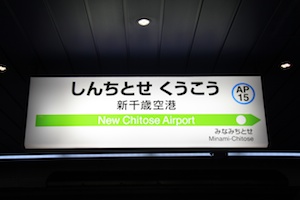 しんちとせ くうこう
新千歳空港
AP
15
New Chitose Airport
みなみちとせ
Minami-Chitose